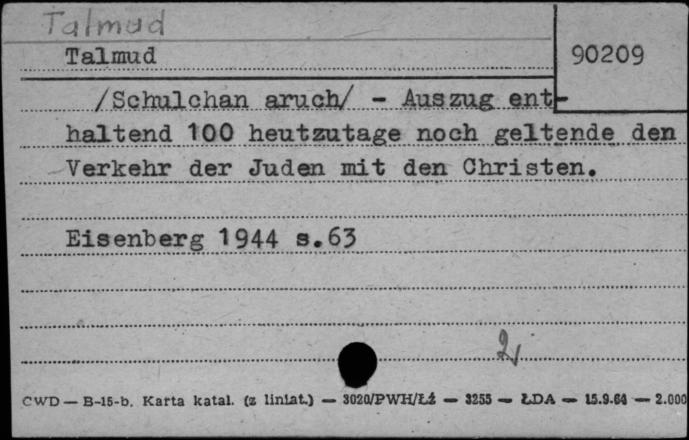 Talmud
Talmud
90209
/Schulchan aruch/ - Auszug ent-
haltend 100 heutzutage noch geltende den
Verkehr der Juden mit den Christen.
Eisenberg 1944 s.63
CWD — B-15-b. Karta katal. (z liniat.) — 3020/PWH/Łź — 3255 — ŁDA — 15.9.64 — 2.000